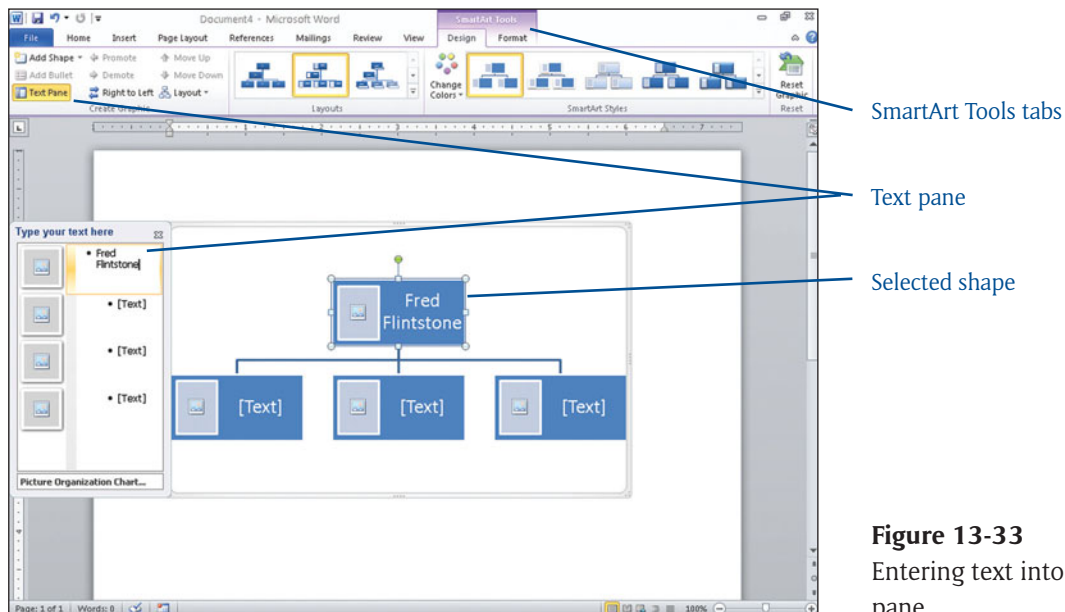 Document4 - Microsoft Word
SmartArt Tools
File Home Insert Page Layout References Mailings Review View Design Format
Add Shape Promote Move Up
Add Bullet Demote Move Down
Text Pane Right to Left Layout
Create Graphic
Layouts
Change
Colors
SmartArt Styles
Reset
Graphic
Reset
SmartArt Tools tabs
Text pane
Type your text here
• Fred
Flintstone
• [Text]
• [Text]
• [Text]
Picture Organization Chart...
Fred
Flintstone
[Text] [Text] [Text]
Selected shape
Figure 13-33
Entering text into
pane
Page: 1 of 1 Words: 0 100%